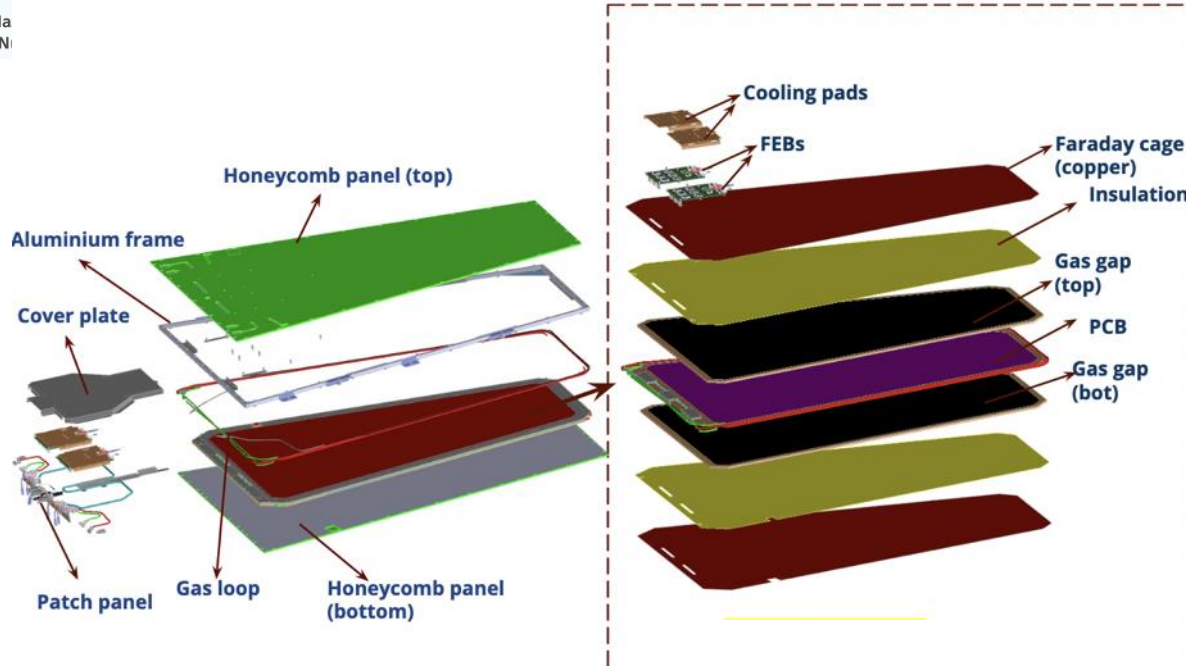 Cooling pads
FEBs
Faraday cage
(copper)
Insulation
Gas gap
(top)
PCB
Gas gap
(bot)
Honeycomb panel (top)
Aluminium frame
Cover plate
Patch panel
Gas loop
Honeycomb panel
(bottom)